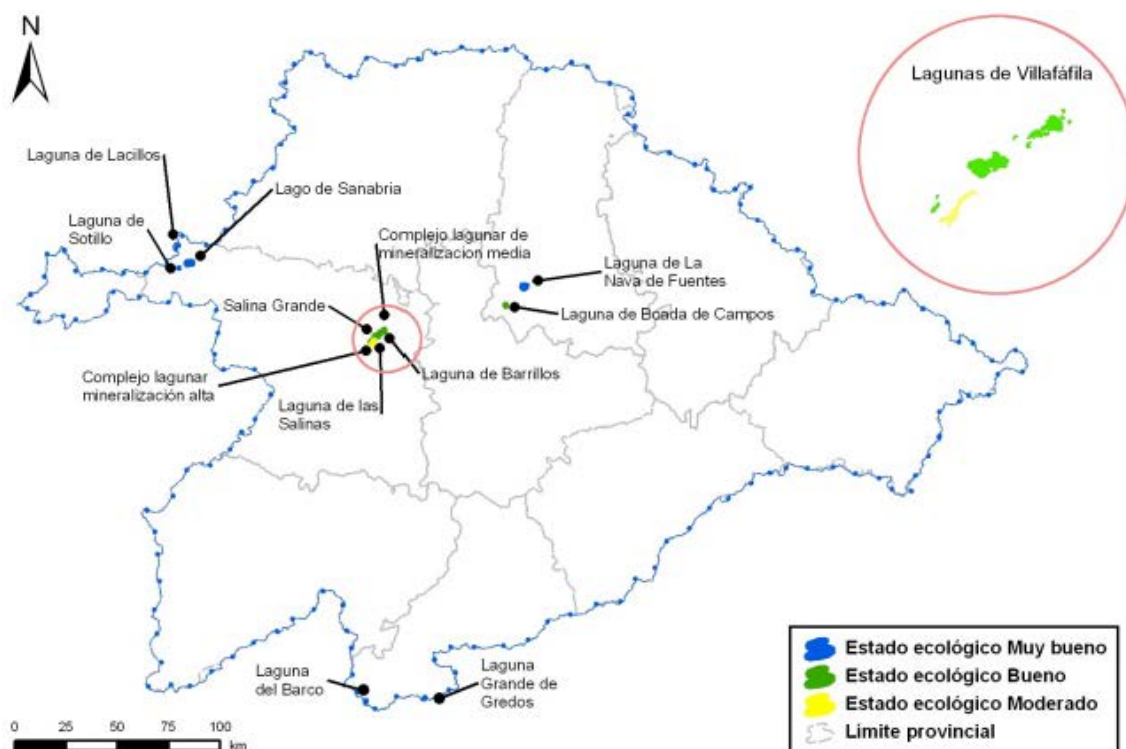 N
Lagunas de Villafáfila
Laguna de Lacillos
Lago de Sanabria
Laguna de
Sotillo
Complejo lagunar de
mineralizacion media
Laguna de La
Nava de Fuentes
Salina Grande
Laguna de Boada de Campos
Complejo lagunar
mineralización alta
Laguna de Barrillos
Laguna de las
Salinas
Laguna
del Barco
Laguna
Grande de
Gredos
Estado ecológico Muy bueno
Estado ecológico Bueno
Estado ecológico Moderado
Límite provincial
0 25 50 75 100
km